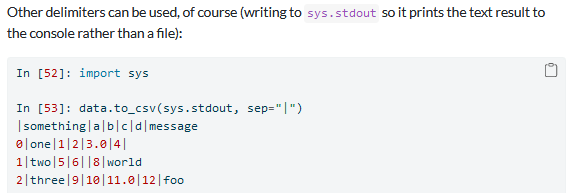 Other delimiters can be used, of course (writing to sys.stdout so it prints the text result to
the console rather than a file):
In [52]: import sys
In [53]: data.to_csv(sys.stdout, sep="|")
|something|a|b|c|d|message
0|one|1|2|3.0|4|
1|two|5|6||8|world
2|three|9|10|11.0|12|foo